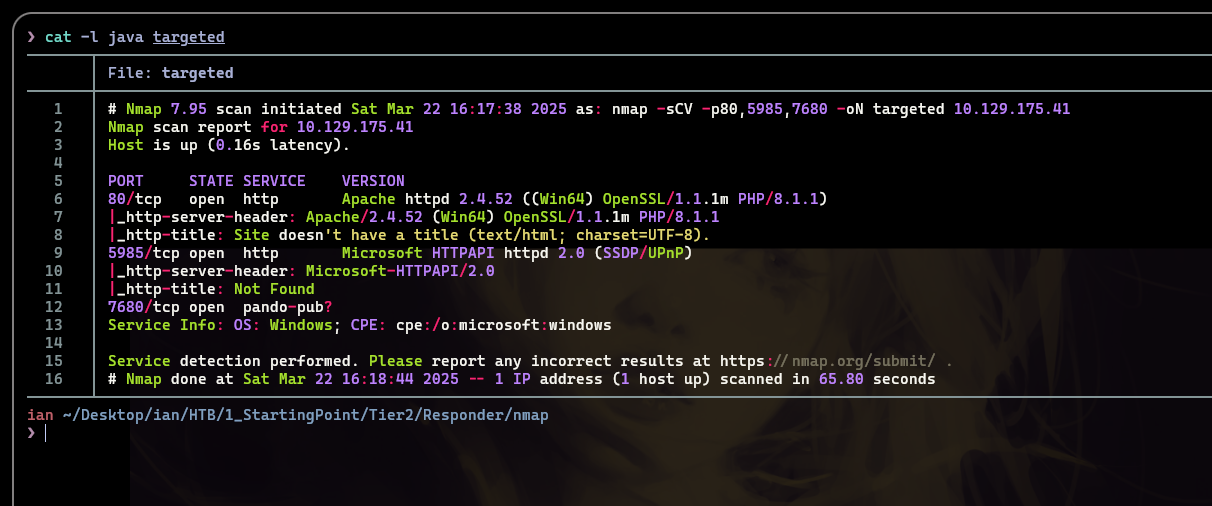 ❯ cat -l java targeted
File: targeted
1 # Nmap 7.95 scan initiated Sat Mar 22 16:17:38 2025 as: nmap -sCV -p80,5985,7680 -oN targeted 10.129.175.41
2 Nmap scan report for 10.129.175.41
3 Host is up (0.16s latency).
4
5 PORT     STATE SERVICE    VERSION
6 80/tcp   open  http       Apache httpd 2.4.52 ((Win64) OpenSSL/1.1.1m PHP/8.1.1)
7 |_http-server-header: Apache/2.4.52 (Win64) OpenSSL/1.1.1m PHP/8.1.1
8 |_http-title: Site doesn't have a title (text/html; charset=UTF-8).
9 5985/tcp open  http       Microsoft HTTPAPI httpd 2.0 (SSDP/UPnP)
10 |_http-server-header: Microsoft-HTTPAPI/2.0
11 |_http-title: Not Found
12 7680/tcp open  pando-pub?
13 Service Info: OS: Windows; CPE: cpe:/o:microsoft:windows
14
15 Service detection performed. Please report any incorrect results at https://nmap.org/submit/ .
16 # Nmap done at Sat Mar 22 16:18:44 2025 -- 1 IP address (1 host up) scanned in 65.80 seconds
ian ~/Desktop/ian/HTB/1_StartingPoint/Tier2/Responder/nmap
❯